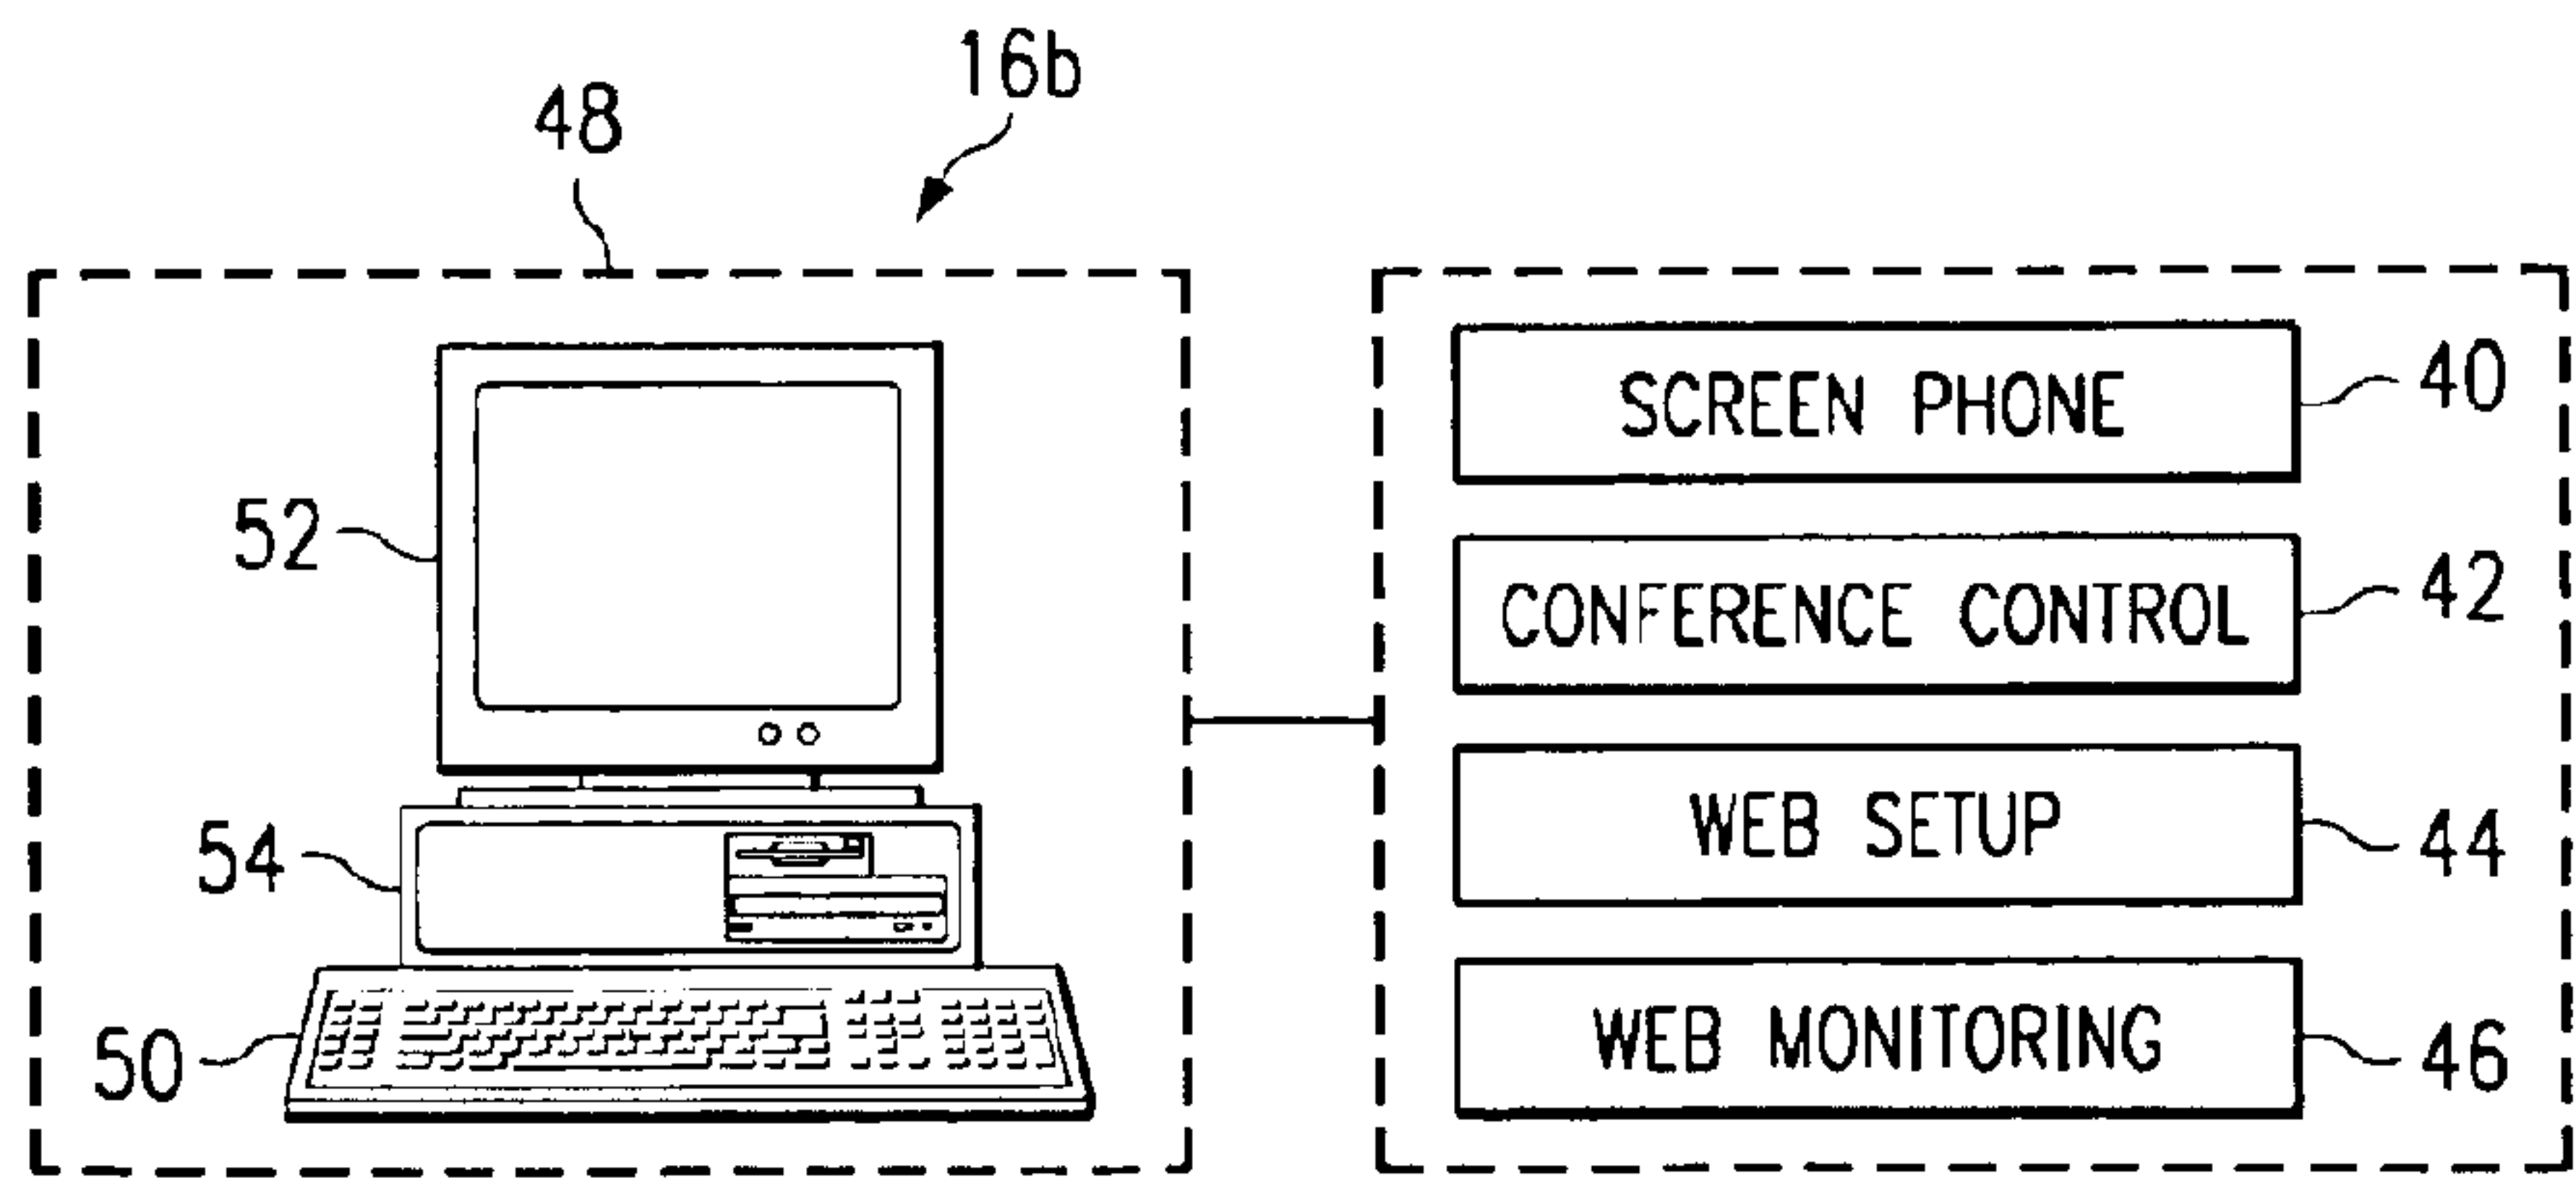 16b
48
SCREEN PHONE 40
52
CONFERENCE CONTROL 42
WEB SETUP 44
54
WEB MONITORING 46
50